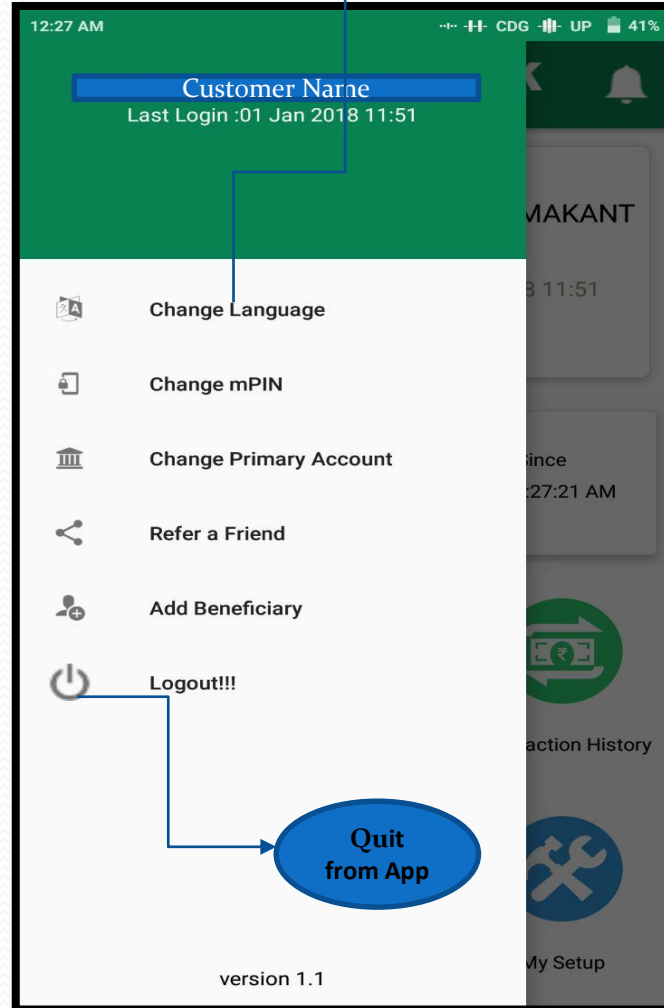 12:27 AM
CDG UP 41%
Customer Name
Last Login :01 Jan 2018 11:51
MAKANT
8 11:51
Change Language
Change mPIN
Change Primary Account
Since
:27:21 AM
Refer a Friend
Add Beneficiary
Logout!!!
action History
Quit
from App
My Setup
version 1.1